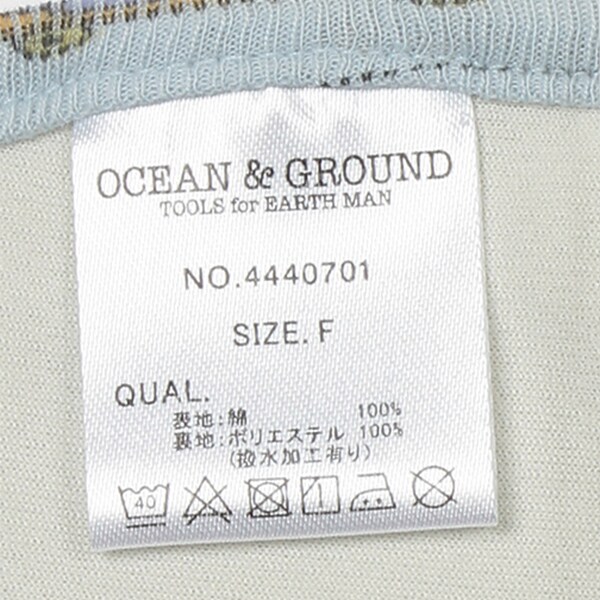 OCEAN & GROUND
TOOLS for EARTH MAN
NO.4440701
SIZE. F
QUAL.
表地:綿 100%
裏地:ポリエステル 100%
(撥水加工有り)
40